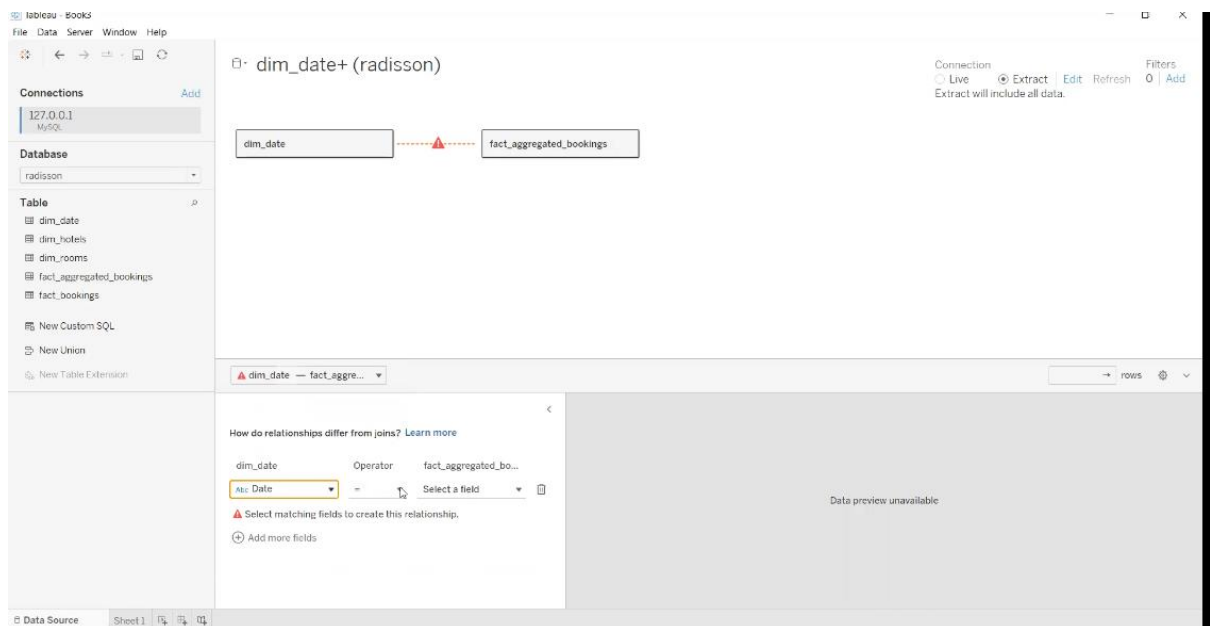 Tableau - Book3
File Data Server Window Help
dim_date+ (radisson)
Connection
Live Extract Edit Refresh
Extract will include all data.
Filters
0 Add
Connections Add
127.0.0.1
MySQL
Database
radisson
Table
dim_date
dim_hotels
dim_rooms
fact_aggregated_bookings
fact_bookings
New Custom SQL
New Union
New Table Extension
dim_date
fact_aggregated_bookings
dim_date — fact_aggre...
rows
How do relationships differ from joins? Learn more
dim_date Operator fact_aggregated_bo...
Abc Date = Select a field
Select matching fields to create this relationship.
Add more fields
Data preview unavailable
Data Source Sheet 1